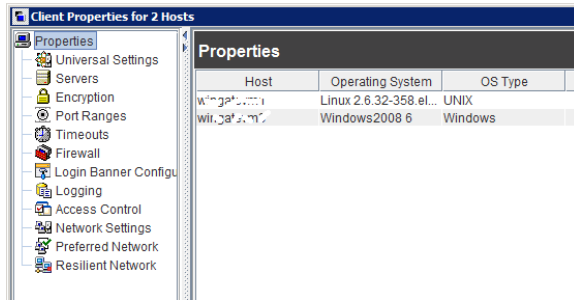 Client Properties for 2 Hosts
Properties
Universal Settings
Servers
Encryption
Port Ranges
Timeouts
Firewall
Login Banner Configu
Logging
Access Control
Network Settings
Preferred Network
Resilient Network
Properties
Host Operating System OS Type
Linux 2.6.32-358.el... UNIX
Windows2008 6 Windows